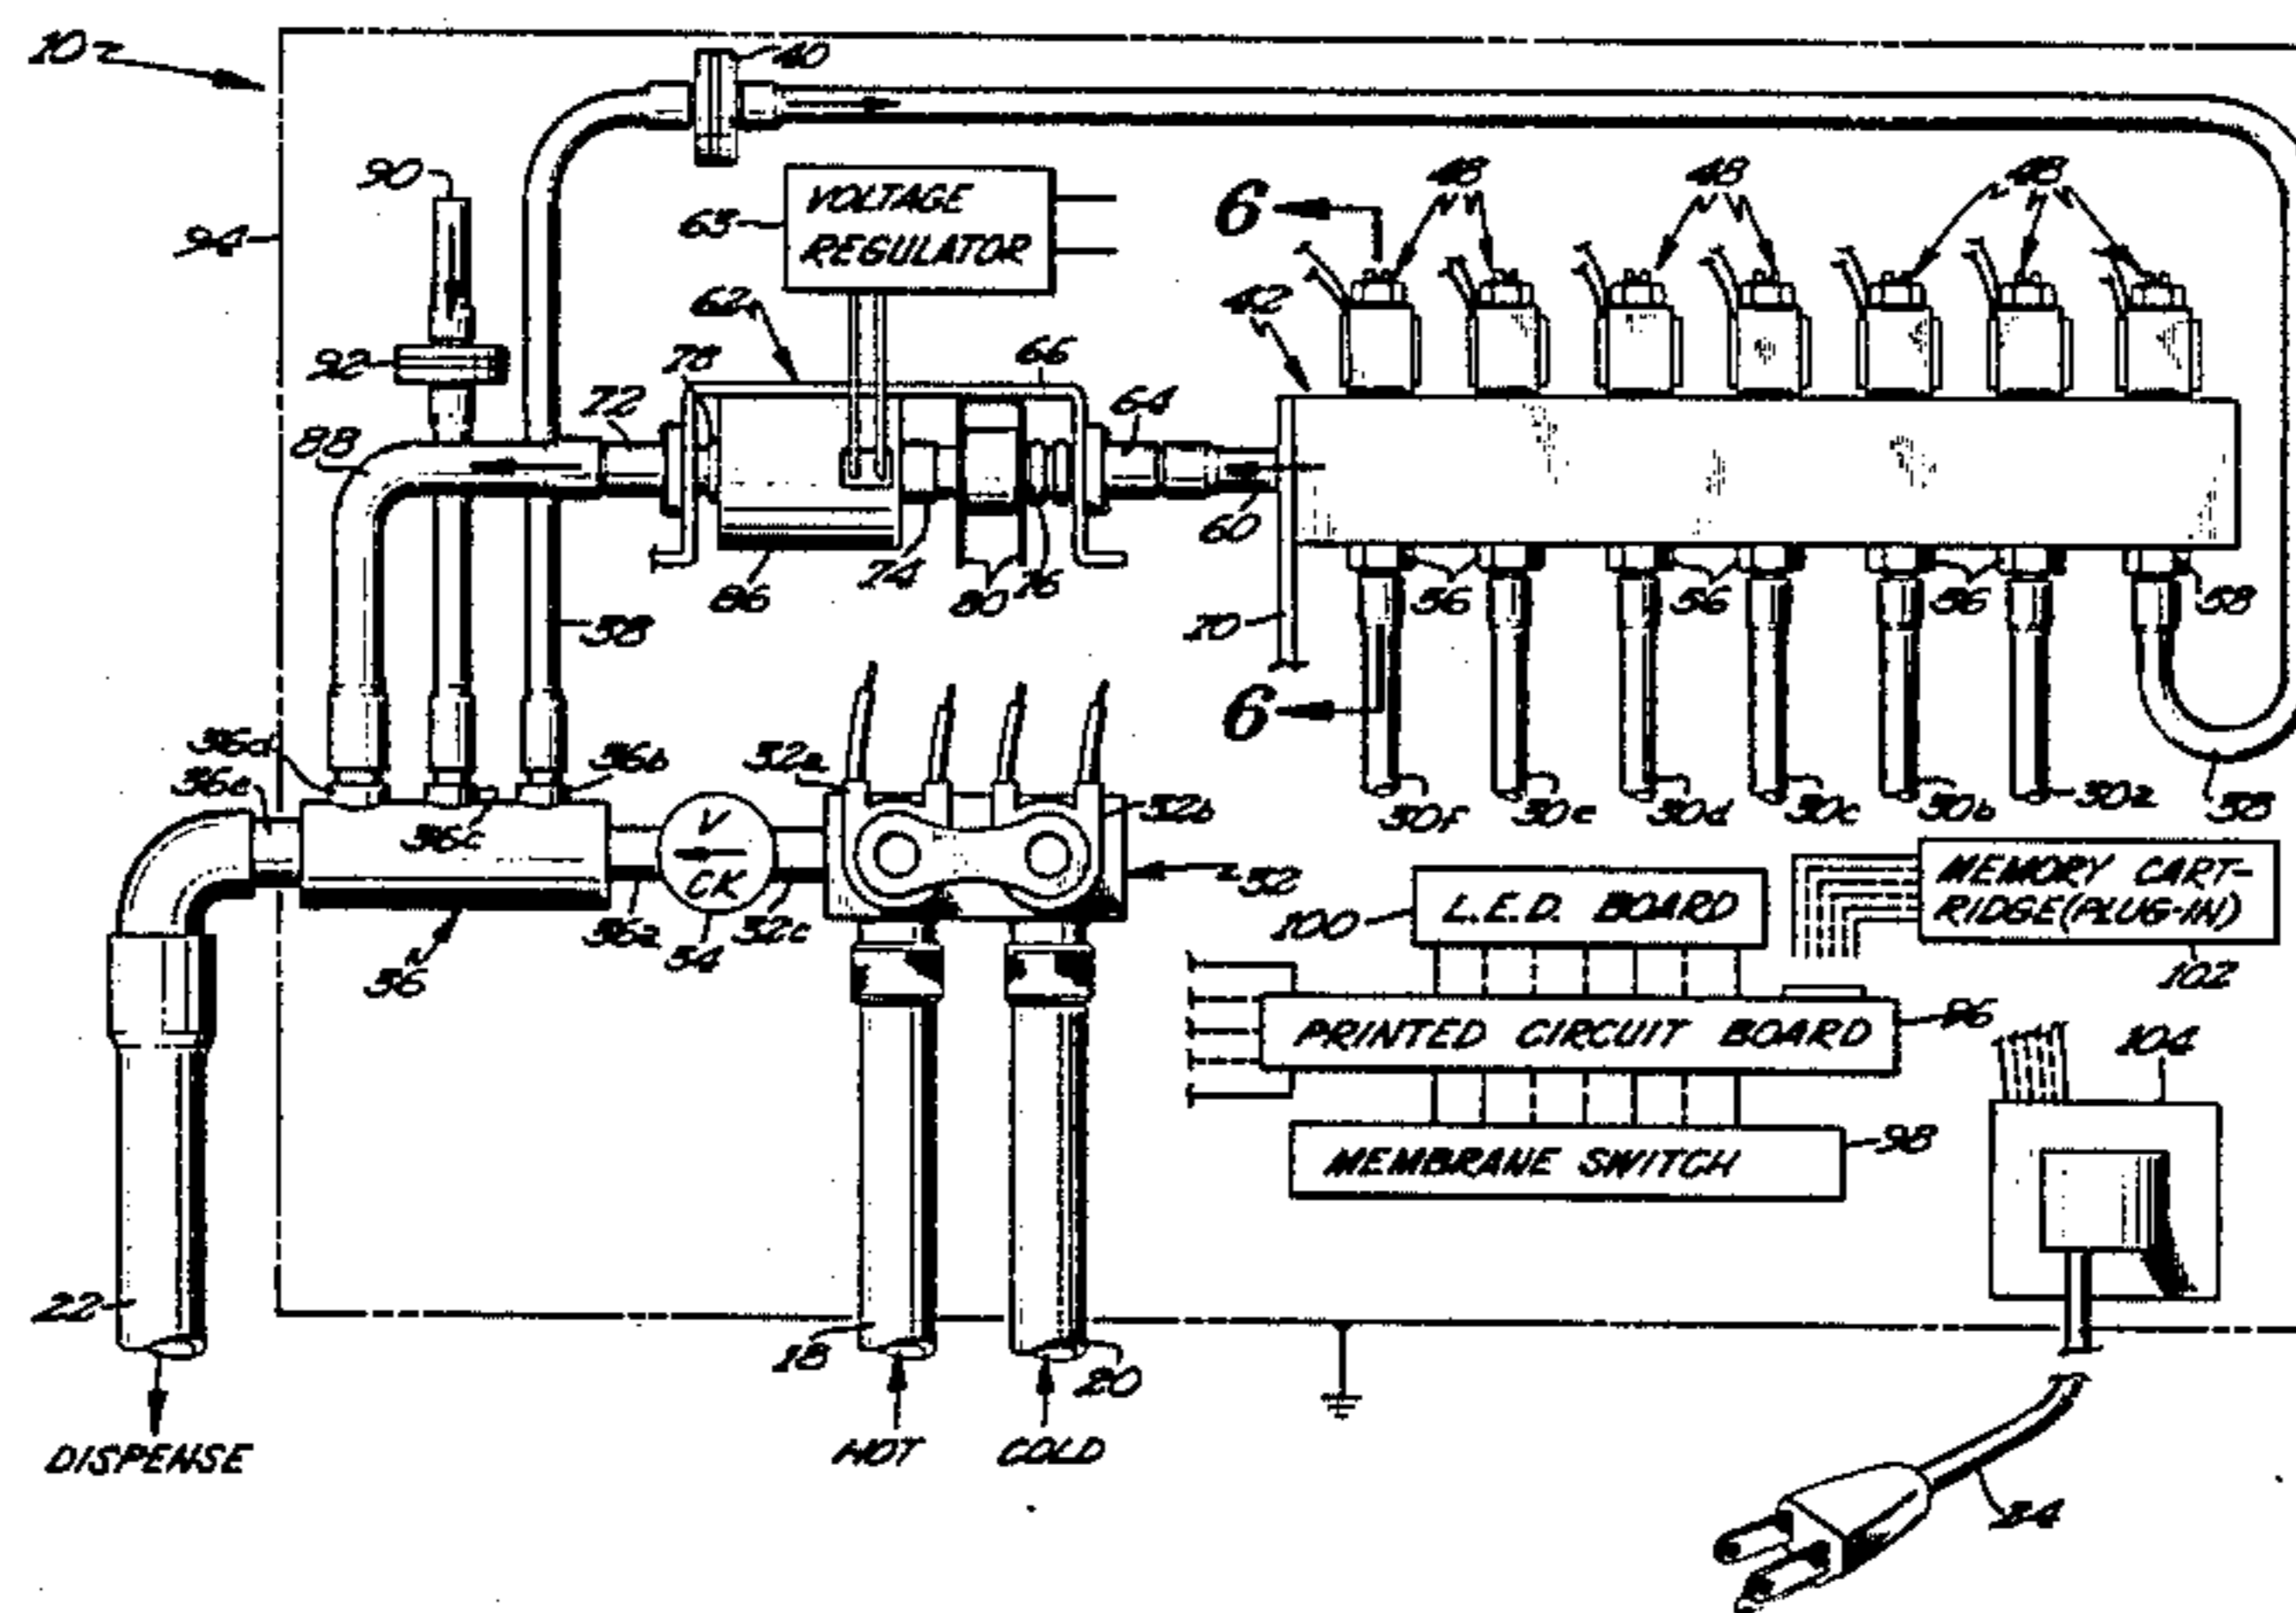 10
40
90
VOLTAGE
REGULATOR
63
6
48
48
48
94
62
42
92
78
66
72
64
88
60
86
74
80
76
56
56
56
58
38
70
6
36d
36e
32a
36b
36c
32b
30f
30e
30d
30c
30b
30a
38
V
CK
32
36a
34
32c
36
100
L.E.D. BOARD
MEMORY CART-
RIDGE (PLUG-IN)
102
PRINTED CIRCUIT BOARD
96
104
MEMBRANE SWITCH
98
22
18
20
DISPENSE
HOT
COLD
24